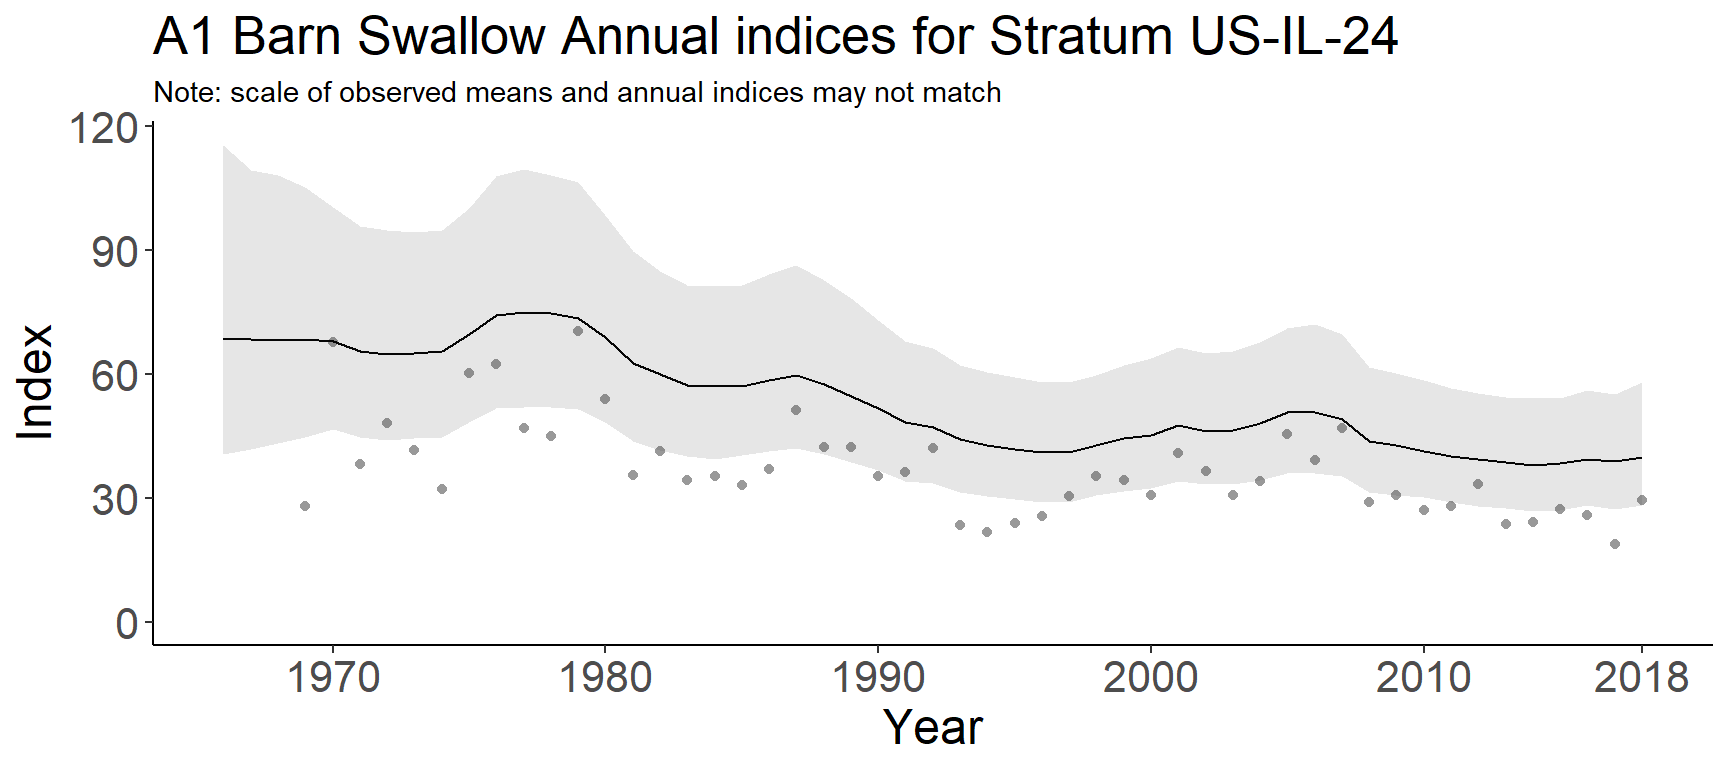 A1 Barn Swallow Annual indices for Stratum US-IL-24
Note: scale of observed means and annual indices may not match
120
90
60
30
0
Index
1970 1980 1990 2000 2010 2018
Year